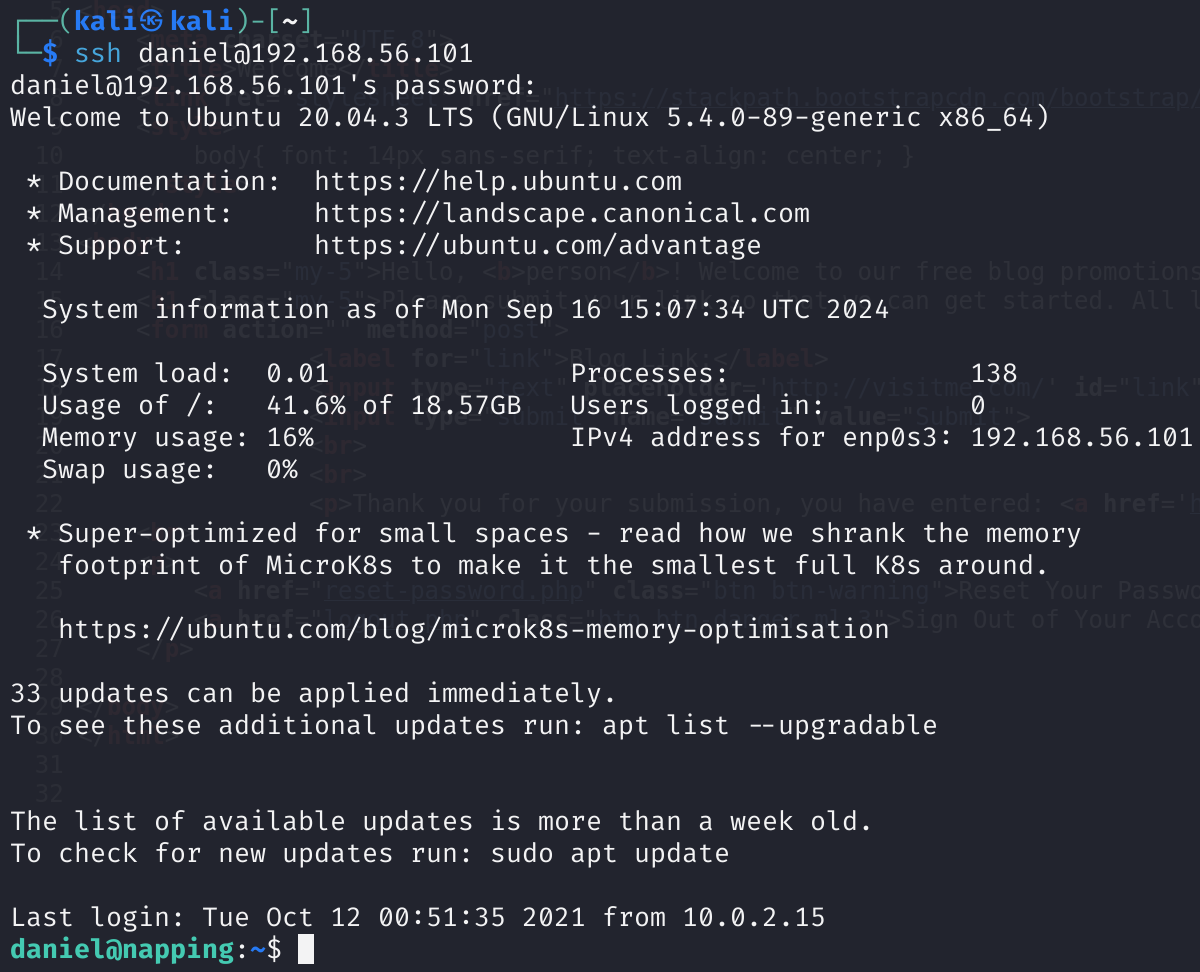 ┌──(kali㉿kali)-[~]
└─$ ssh daniel@192.168.56.101
daniel@192.168.56.101's password:
Welcome to Ubuntu 20.04.3 LTS (GNU/Linux 5.4.0-89-generic x86_64)
* Documentation:  https://help.ubuntu.com
* Management:     https://landscape.canonical.com
* Support:        https://ubuntu.com/advantage
System information as of Mon Sep 16 15:07:34 UTC 2024
System load:  0.01               Processes:               138
Usage of /:   41.6% of 18.57GB   Users logged in:         0
Memory usage: 16%                IPv4 address for enp0s3: 192.168.56.101
Swap usage:   0%
* Super-optimized for small spaces - read how we shrank the memory
footprint of MicroK8s to make it the smallest full K8s around.
https://ubuntu.com/blog/microk8s-memory-optimisation
33 updates can be applied immediately.
To see these additional updates run: apt list --upgradable
The list of available updates is more than a week old.
To check for new updates run: sudo apt update
Last login: Tue Oct 12 00:51:35 2021 from 10.0.2.15
daniel@napping:~$